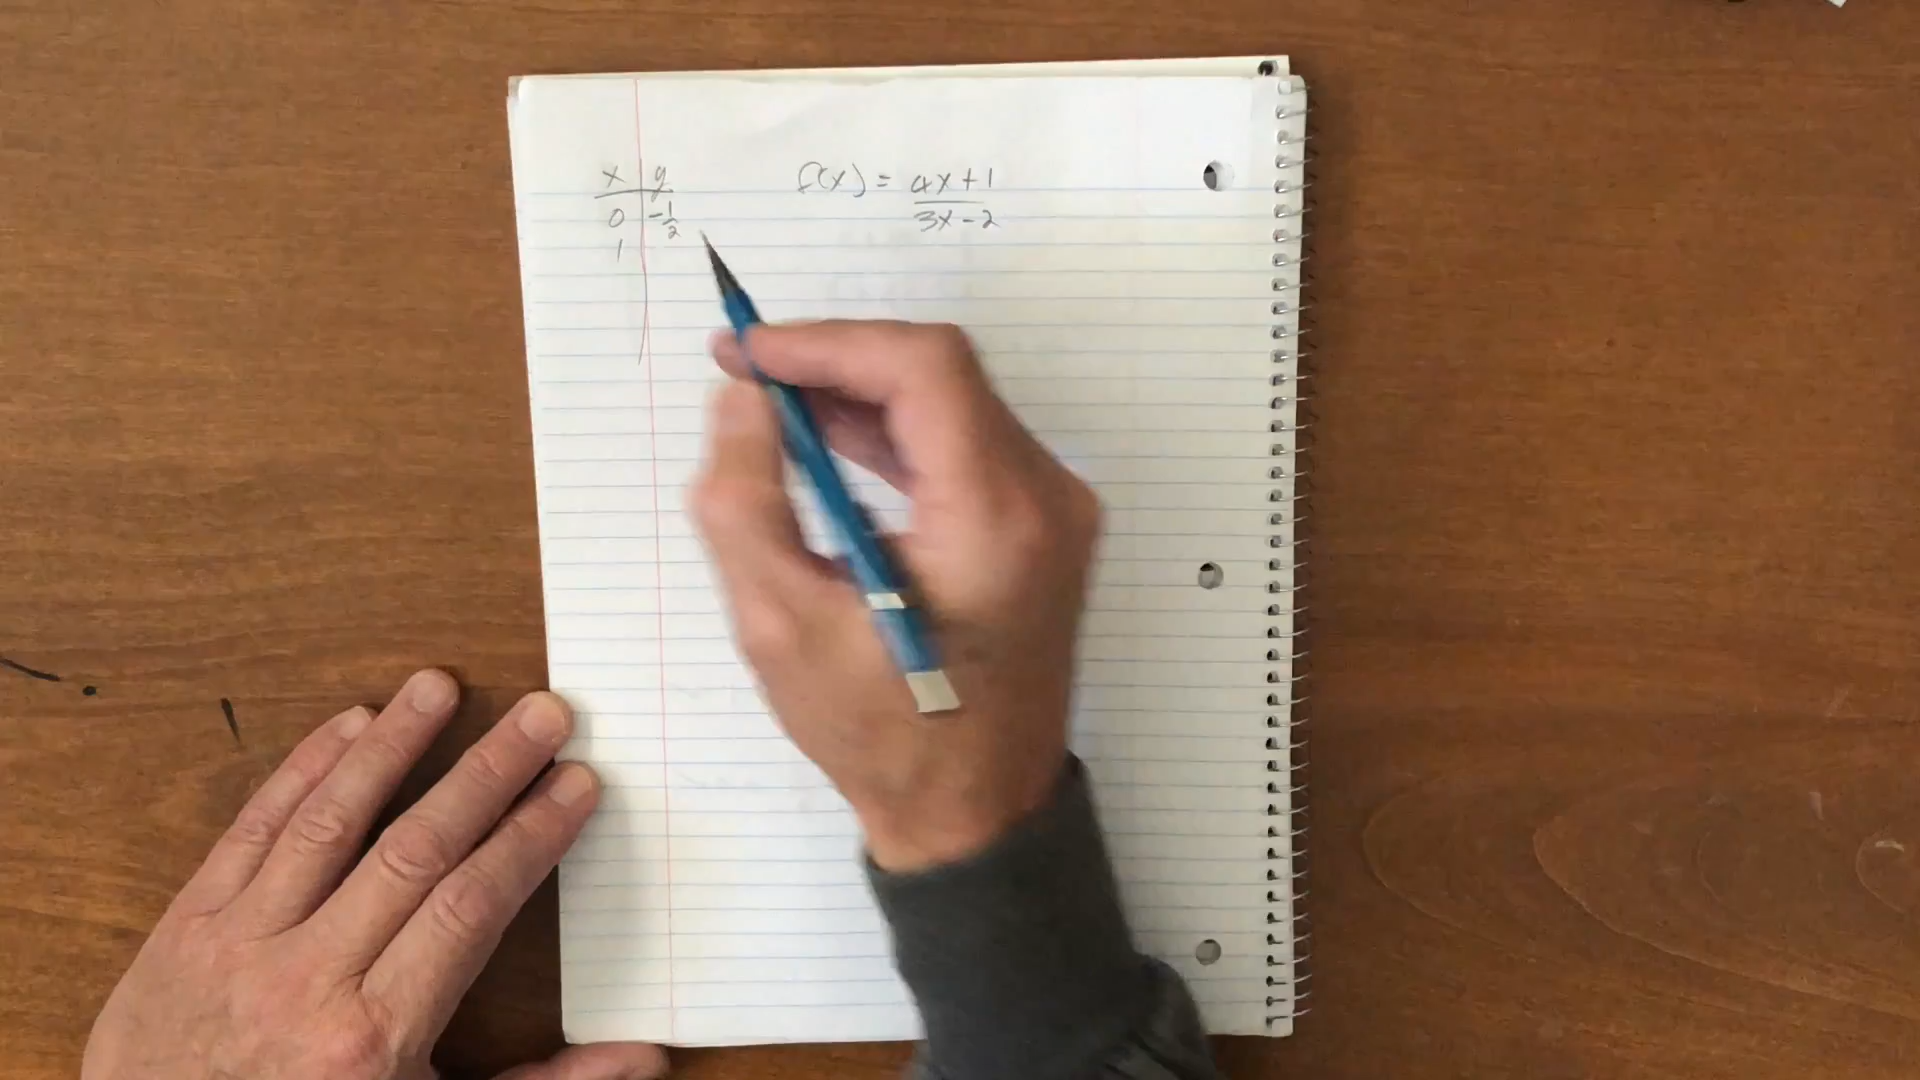 x y f(x) = 4x+1
0 -1/2 3x-2
1